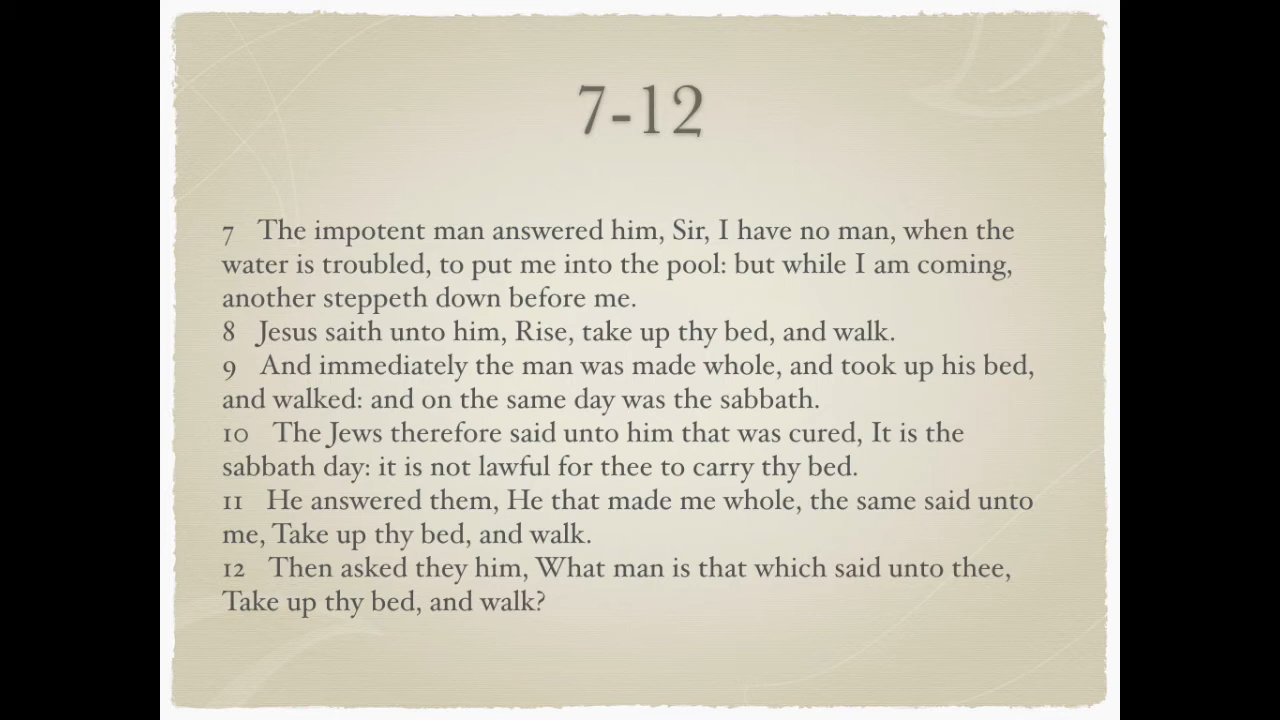 7-12
7 The impotent man answered him, Sir, I have no man, when the
water is troubled, to put me into the pool: but while I am coming,
another steppeth down before me.
8 Jesus saith unto him, Rise, take up thy bed, and walk.
9 And immediately the man was made whole, and took up his bed,
and walked: and on the same day was the sabbath.
10 The Jews therefore said unto him that was cured, It is the
sabbath day: it is not lawful for thee to carry thy bed.
11 He answered them, He that made me whole, the same said unto
me, Take up thy bed, and walk.
12 Then asked they him, What man is that which said unto thee,
Take up thy bed, and walk?